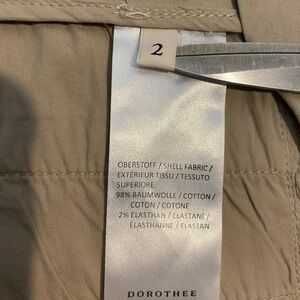 2
OBERSTOFF / SHELL FABRIC /
EXTÉRIEUR TISSU / TESSUTO
SUPERIORE
98% BAUMWOLLE / COTTON /
COTON / COTONE
2% ELASTHAN / ELASTANE /
ELASTHANNE / ELASTAN
DOROTHEE